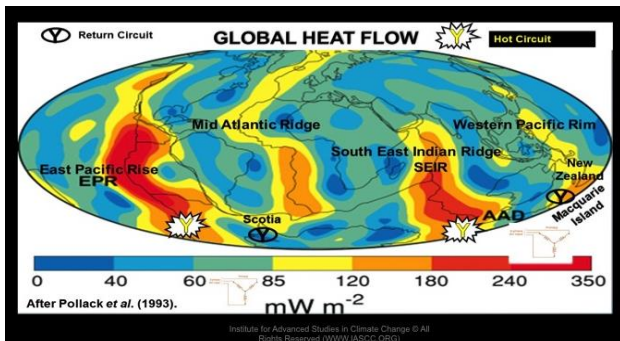 Return Circuit
GLOBAL HEAT FLOW
Y
Hot Circuit
Mid Atlantic Ridge
Western Pacific Rim
South East Indian Ridge
SEIR
East Pacific Rise
EPR
New
Zealand
Macquarie
Island
AAD
Scotia
Y
Y
0 40 60 85 120 180 240 350
mW m-2
After Pollack et al. (1993).
Institute for Advanced Studies in Climate Change © All
Rights Reserved (WWW.IASCC.ORG)